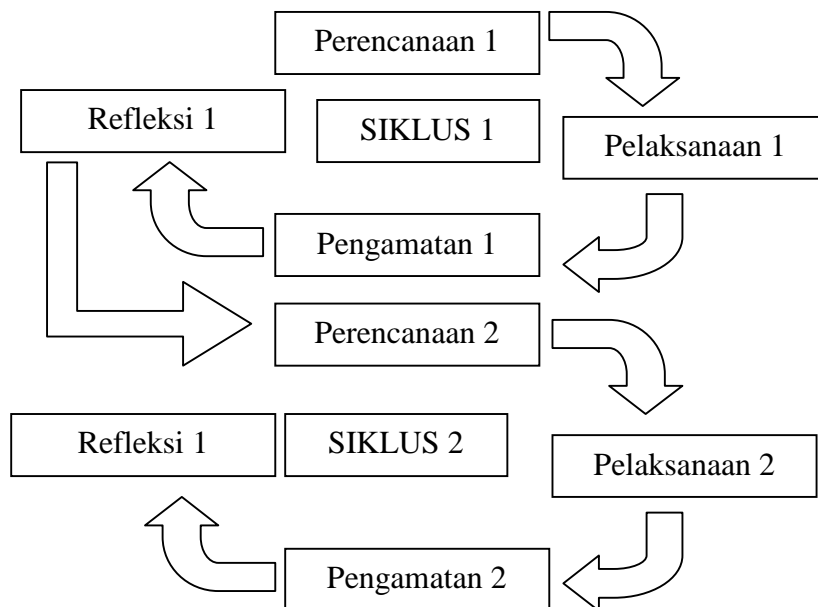 Perencanaan 1
Refleksi 1
SIKLUS 1
Pelaksanaan 1
Pengamatan 1
Perencanaan 2
Refleksi 1
SIKLUS 2
Pelaksanaan 2
Pengamatan 2